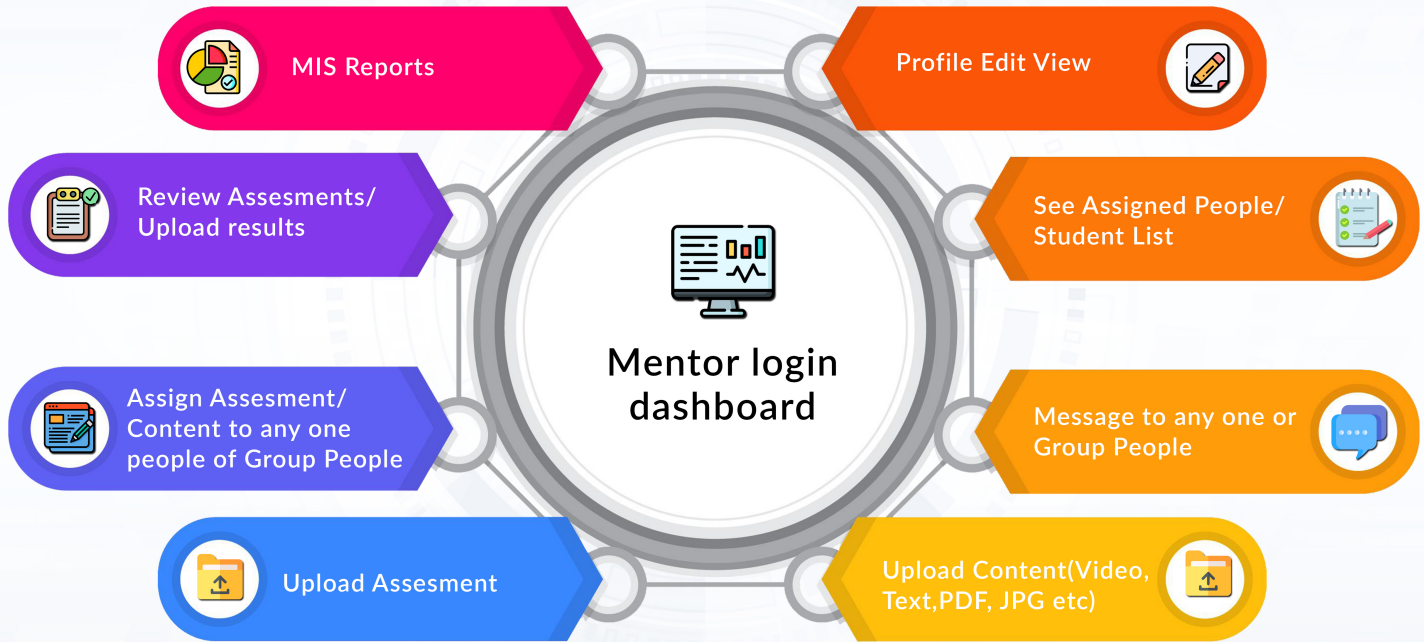 MIS Reports
Profile Edit View
Review Assesments/
Upload results
See Assigned People/
Student List
Mentor login
dashboard
Assign Assesment/
Content to any one
people of Group People
Message to any one or
Group People
Upload Assesment
Upload Content(Video,
Text,PDF, JPG etc)